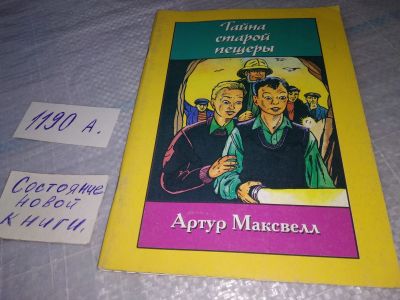 Тайна
старой
пещеры
1190 А.
Состояние
новой
книги.
Артур Максвелл